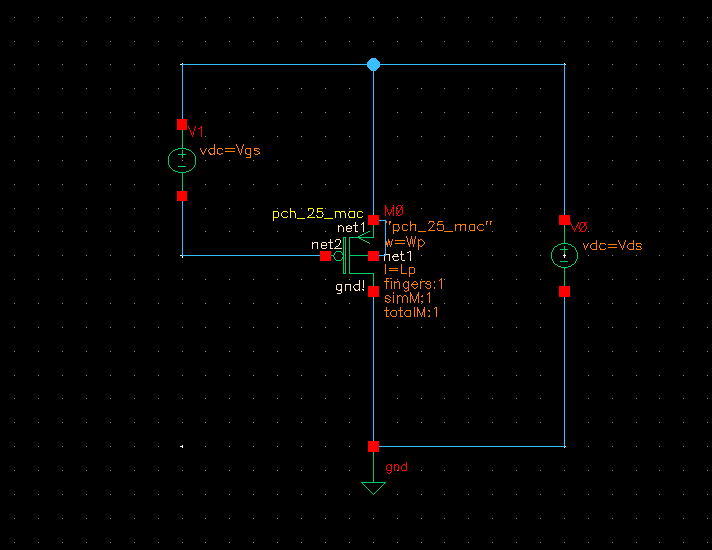 V1
vdc=Vgs
pch_25_mac
M0
net1
"pch_25_mac"
V0
net2
w=Wp
vdc=Vds
net1
l=Lp
gnd!
fingers:1
simM:1
totalM:1
gnd